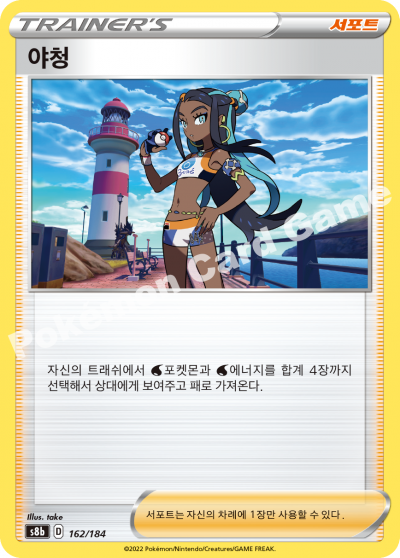 TRAINER'S 서포트
야청
자신의 트래쉬에서 포켓몬과 에너지를 합계 4장까지
선택해서 상대에게 보여주고 패로 가져온다.
Pokémon Card Game
Illus. take
s8b D 162/184
서포트는 자신의 차례에 1장만 사용할 수 있다.
©2022 Pokémon/Nintendo/Creatures/GAME FREAK.